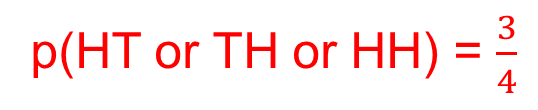 p(HT or TH or HH) = 3/4